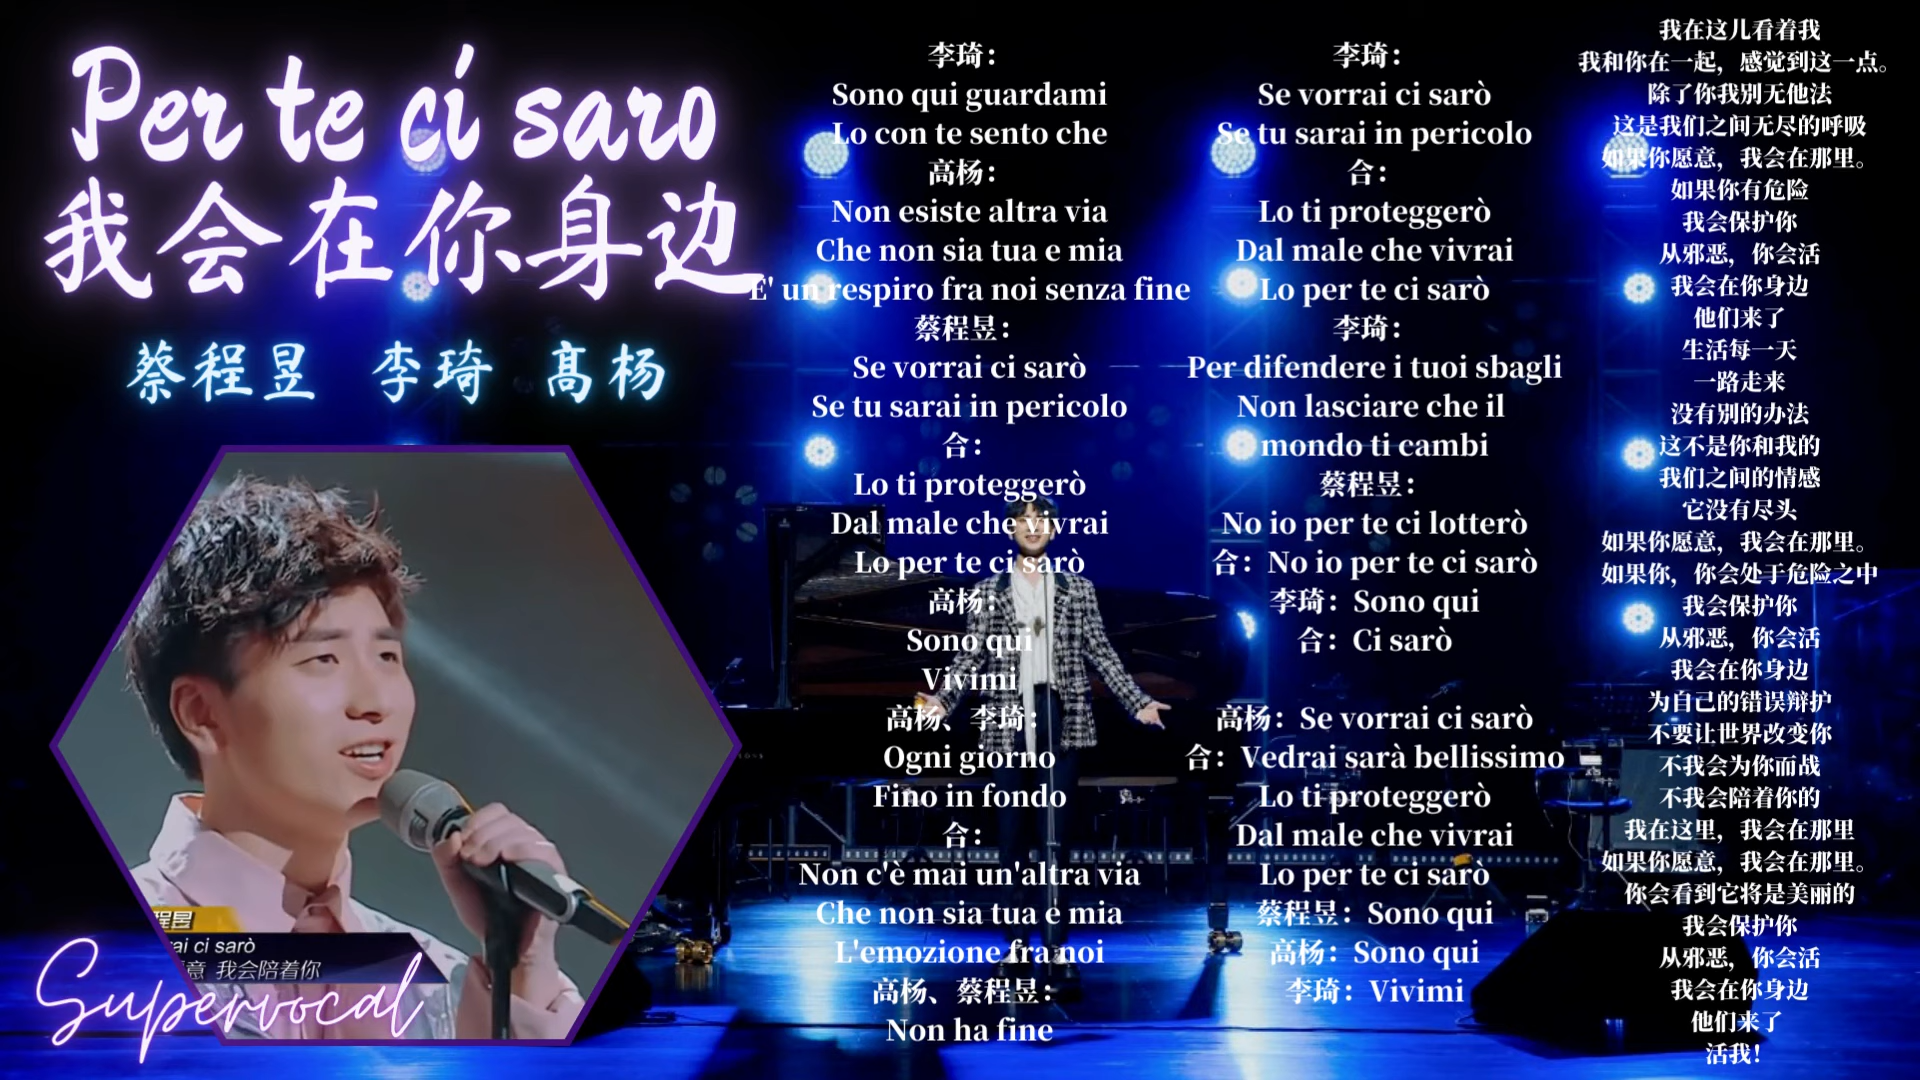 Per te ci saro
我会在你身边
蔡程昱 李琦 高杨
程昱
rai ci sarò
意 我会陪着你
Supervocal
李琦：
Sono qui guardami
Lo con te sento che
高杨：
Non esiste altra via
Che non sia tua e mia
E' un respiro fra noi senza fine
蔡程昱：
Se vorrai ci sarò
Se tu sarai in pericolo
合：
Lo ti proteggerò
Dal male che vivrai
Lo per te ci sarò
高杨：
Sono qui
Vivimi
高杨、李琦：
Ogni giorno
Fino in fondo
合：
Non c'è mai un'altra via
Che non sia tua e mia
L'emozione fra noi
高杨、蔡程昱：
Non ha fine
李琦：
Se vorrai ci sarò
Se tu sarai in pericolo
合：
Lo ti proteggerò
Dal male che vivrai
Lo per te ci sarò
李琦：
Per difendere i tuoi sbagli
Non lasciare che il
mondo ti cambi
蔡程昱：
No io per te ci lotterò
合：No io per te ci sarò
李琦：Sono qui
合：Ci sarò
高杨：Se vorrai ci sarò
合：Vedrai sarà bellissimo
Lo ti proteggerò
Dal male che vivrai
Lo per te ci sarò
蔡程昱：Sono qui
高杨：Sono qui
李琦：Vivimi
我在这儿看着我
我和你在一起，感觉到这一点。
除了你我别无他法
这是我们之间无尽的呼吸
如果你愿意，我会在那里。
如果你有危险
我会保护你
从邪恶，你会活
我会在你身边
他们来了
生活每一天
一路走来
没有别的办法
这不是你和我的
我们之间的情感
它没有尽头
如果你愿意，我会在那里。
如果你，你会处于危险之中
我会保护你
从邪恶，你会活
我会在你身边
为自己的错误辩护
不要让世界改变你
不我会为你而战
不我会陪着你的
我在这里，我会在那里
如果你愿意，我会在那里。
你会看到它将是美丽的
我会保护你
从邪恶，你会活
我会在你身边
他们来了
活我！